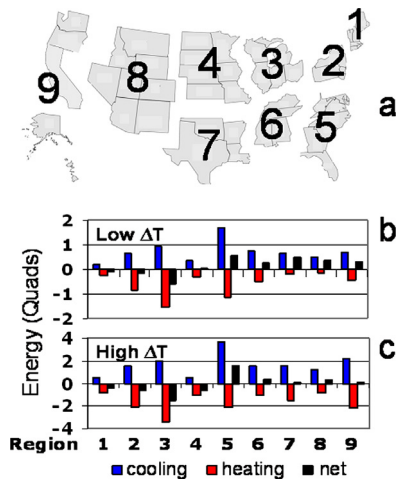 1
9 8 4 3 2
7 6 5
a
b
2
1
0
-1
-2
Low ΔT
Energy (Quads)
c
4
2
0
-2
-4
High ΔT
Region 1 2 3 4 5 6 7 8 9
cooling heating net